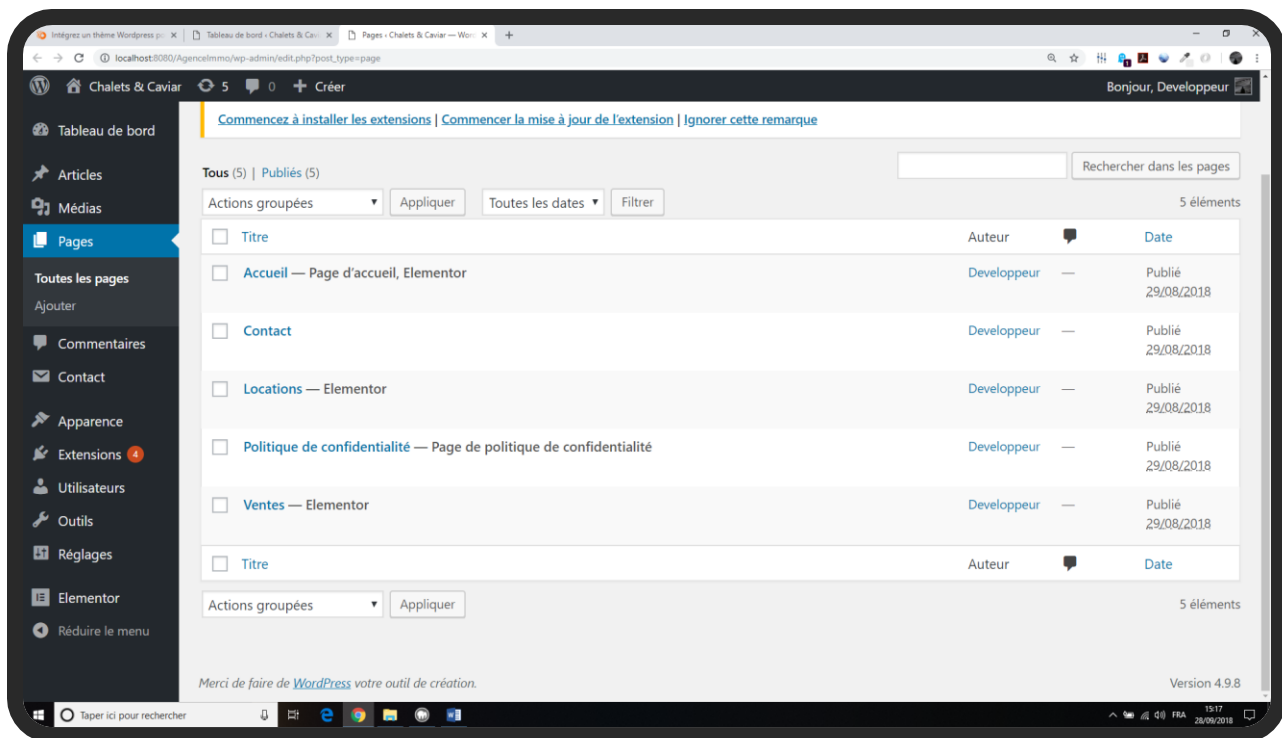 Intégrez un thème Wordpress p
Tableau de bord ‹ Chalets & Cavi
Pages ‹ Chalets & Caviar — Wor
localhost:8080/AgenceImmo/wp-admin/edit.php?post_type=page
Chalets & Caviar 5 0 + Créer
Bonjour, Developpeur
Tableau de bord
Articles
Médias
Pages
Toutes les pages
Ajouter
Commentaires
Contact
Apparence
Extensions 4
Utilisateurs
Outils
Réglages
Elementor
Réduire le menu
Commencez à installer les extensions | Commencer la mise à jour de l'extension | Ignorer cette remarque
Tous (5) | Publiés (5)
Rechercher dans les pages
Actions groupées Appliquer Toutes les dates Filtrer 5 éléments
Titre Auteur Date
Accueil — Page d'accueil, Elementor Developpeur — Publié
29/08/2018
Contact Developpeur — Publié
29/08/2018
Locations — Elementor Developpeur — Publié
29/08/2018
Politique de confidentialité — Page de politique de confidentialité Developpeur — Publié
29/08/2018
Ventes — Elementor Developpeur — Publié
29/08/2018
Titre Auteur Date
Actions groupées Appliquer 5 éléments
Merci de faire de WordPress votre outil de création. Version 4.9.8
Taper ici pour rechercher
FRA
15:17
28/09/2018